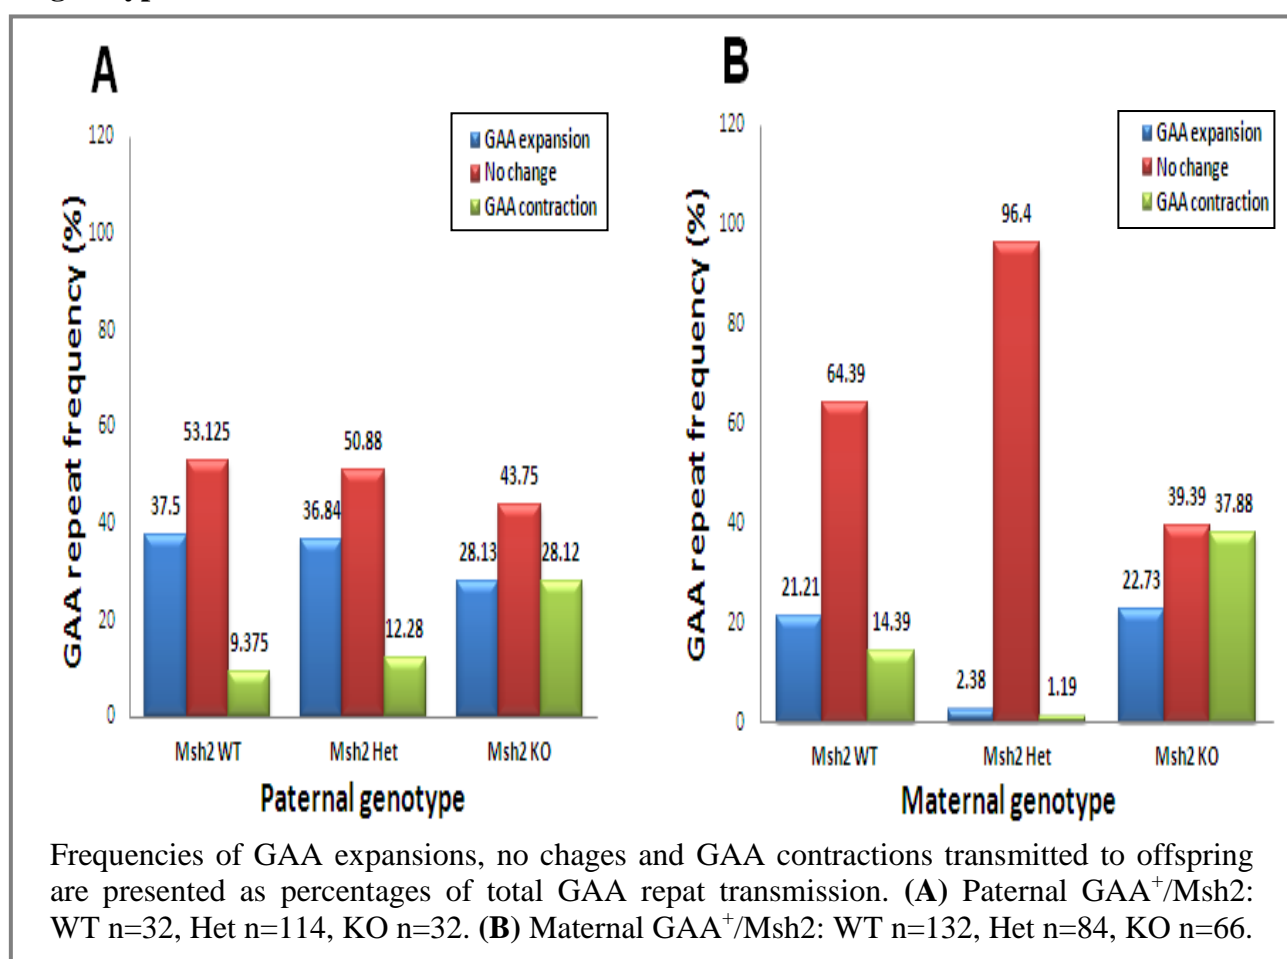 A
GAA repeat frequency (%)
120
100
80
60
40
20
0
GAA expansion
No change
GAA contraction
37.5
53.125
9.375
36.84
50.88
12.28
28.13
43.75
28.12
Msh2 WT
Msh2 Het
Msh2 KO
Paternal genotype
B
GAA repeat frequency (%)
120
100
80
60
40
20
0
GAA expansion
No change
GAA contraction
21.21
64.39
14.39
2.38
96.4
1.19
22.73
39.39
37.88
Msh2 WT
Msh2 Het
Msh2 KO
Maternal genotype
Frequencies of GAA expansions, no chages and GAA contractions transmitted to offspring
are presented as percentages of total GAA repat transmission. (A) Paternal GAA⁺/Msh2:
WT n=32, Het n=114, KO n=32. (B) Maternal GAA⁺/Msh2: WT n=132, Het n=84, KO n=66.